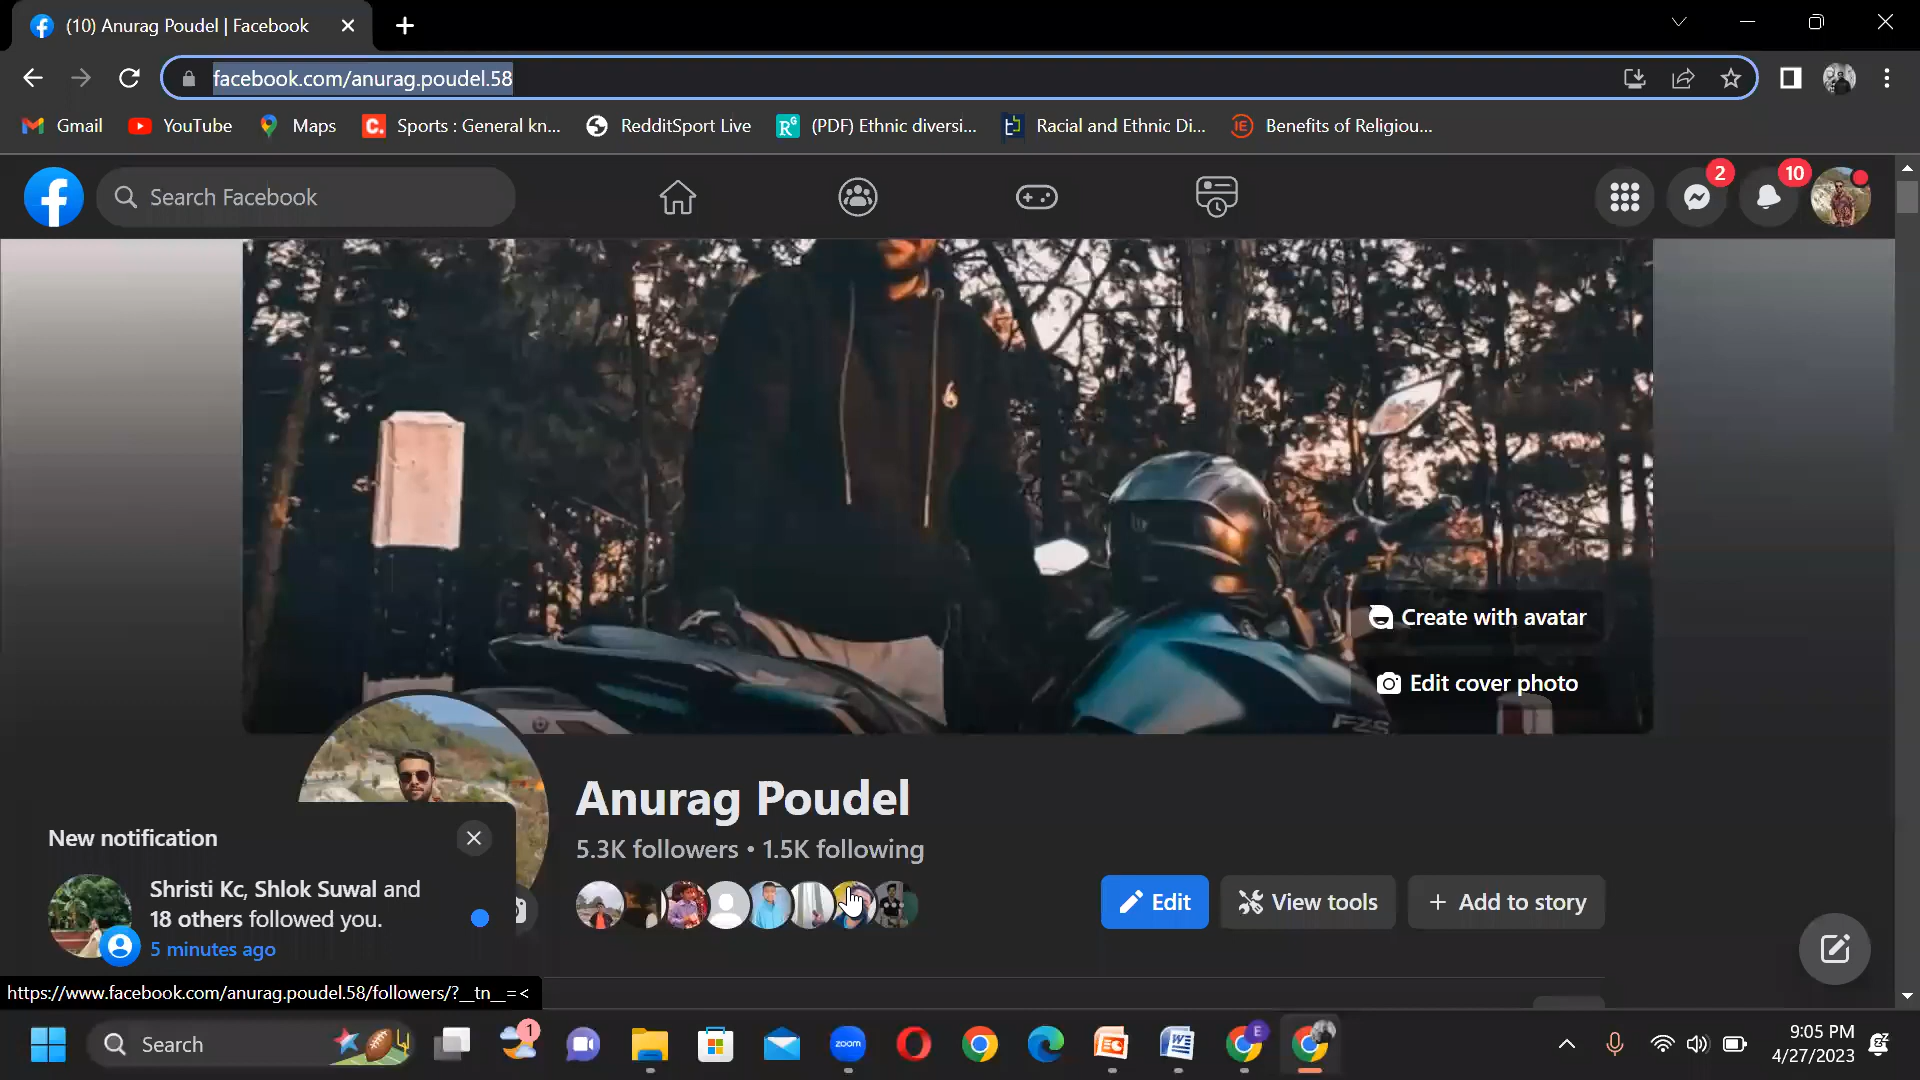 (10) Anurag Poudel | Facebook
facebook.com/anurag.poudel.58
Gmail
YouTube
Maps
Sports : General kn...
RedditSport Live
(PDF) Ethnic diversi...
Racial and Ethnic Di...
Benefits of Religiou...
Search Facebook
2
10
Create with avatar
Edit cover photo
FZS
Anurag Poudel
5.3K followers • 1.5K following
Edit
View tools
+ Add to story
New notification
Shristi Kc, Shlok Suwal and
18 others followed you.
5 minutes ago
https://www.facebook.com/anurag.poudel.58/followers/?__tn__=<
Search
1
zoom
E
9:05 PM
4/27/2023